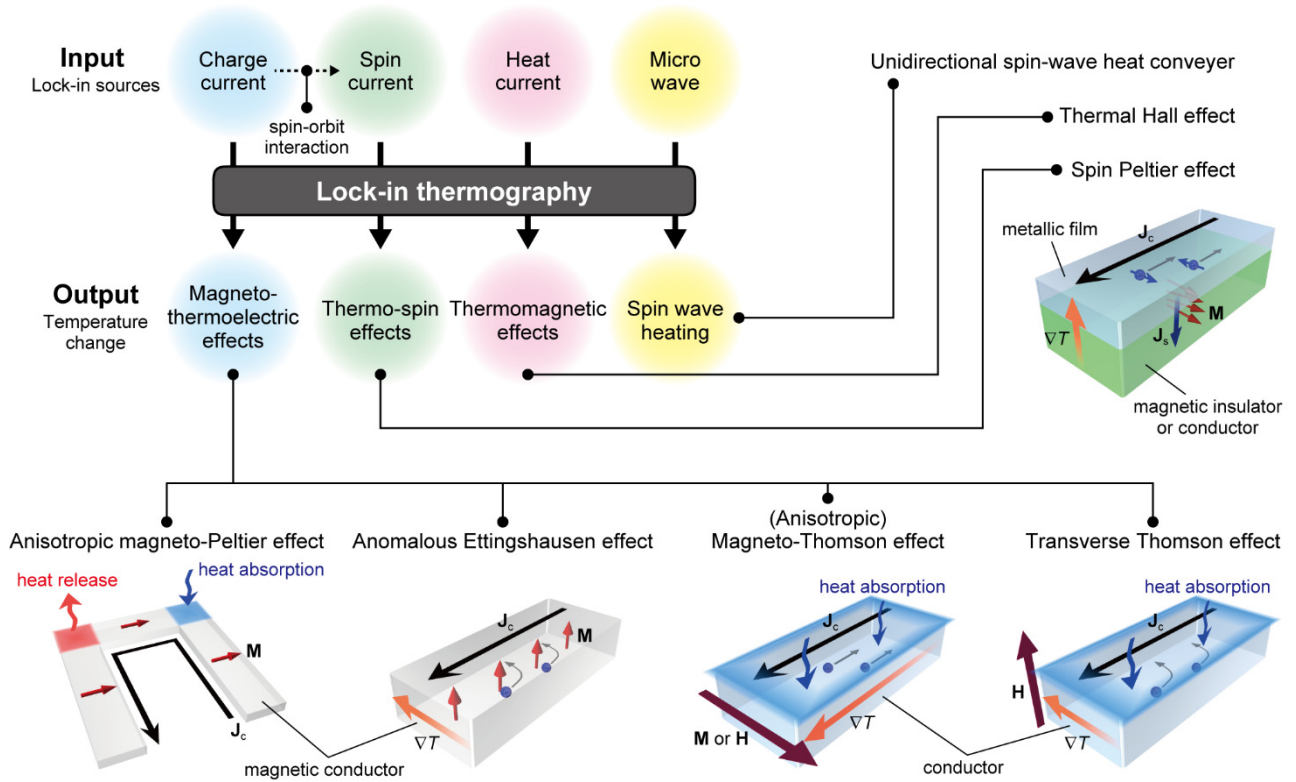 Input
Lock-in sources
Charge
current
spin-orbit
interaction
Spin
current
Heat
current
Micro
wave
Lock-in thermography
Output
Temperature
change
Magneto-
thermoelectric
effects
Thermo-spin
effects
Thermomagnetic
effects
Spin wave
heating
Unidirectional spin-wave heat conveyer
Thermal Hall effect
Spin Peltier effect
metallic film
Jc
M
Js
∇T
magnetic insulator
or conductor
Anisotropic magneto-Peltier effect
heat release
heat absorption
M
Jc
magnetic conductor
Anomalous Ettingshausen effect
Jc
M
∇T
(Anisotropic)
Magneto-Thomson effect
heat absorption
Jc
∇T
M or H
conductor
Transverse Thomson effect
heat absorption
Jc
H
∇T